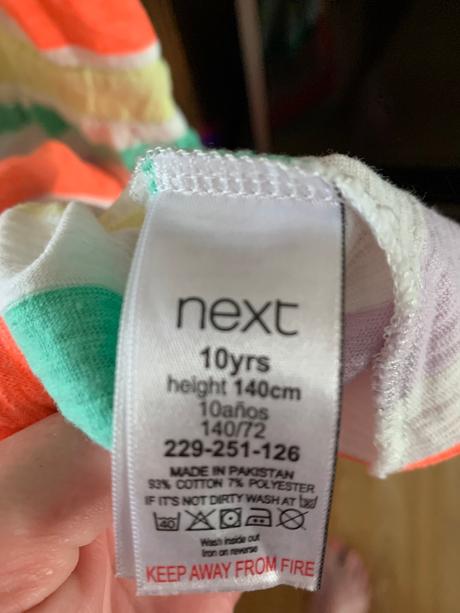 next
10yrs
height 140cm
10años
140/72
229-251-126
MADE IN PAKISTAN
93% COTTON 7% POLYESTER
IF IT'S NOT DIRTY WASH AT
40
Wash inside out
Iron on reverse
KEEP AWAY FROM FIRE